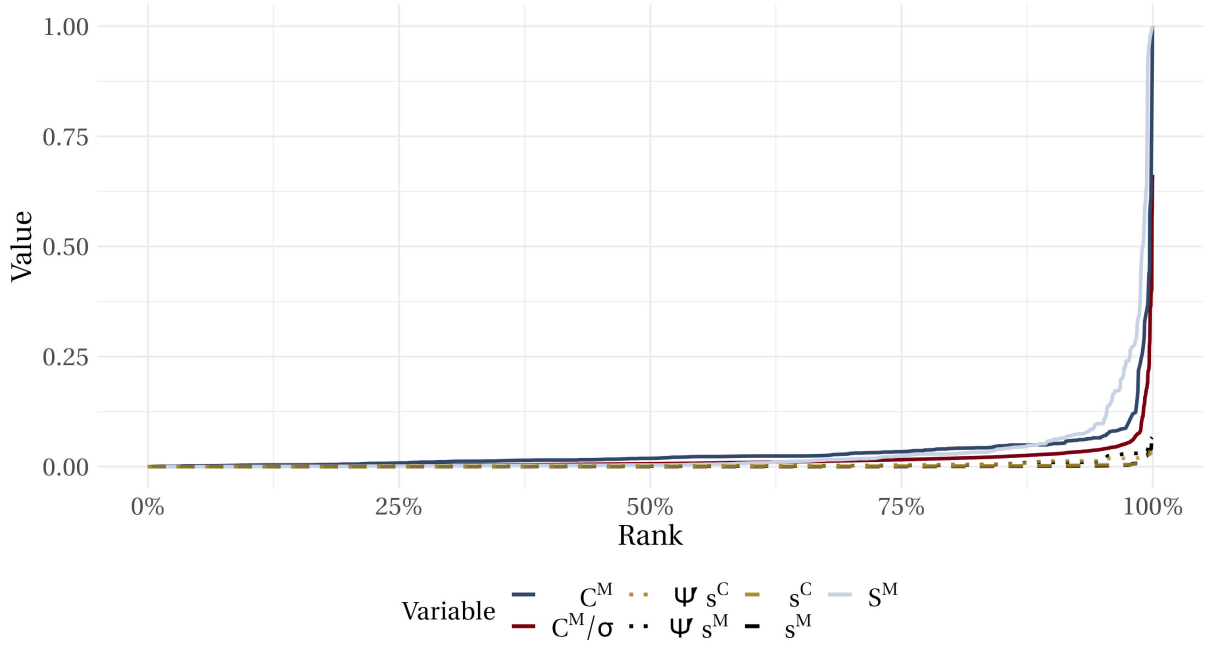 1.00
0.75
0.50
0.25
0.00
Value
0% 25% 50% 75% 100%
Rank
Variable
C^M Ψ′ s^C s^C S^M
C^M/σ Ψ′ s^M s^M